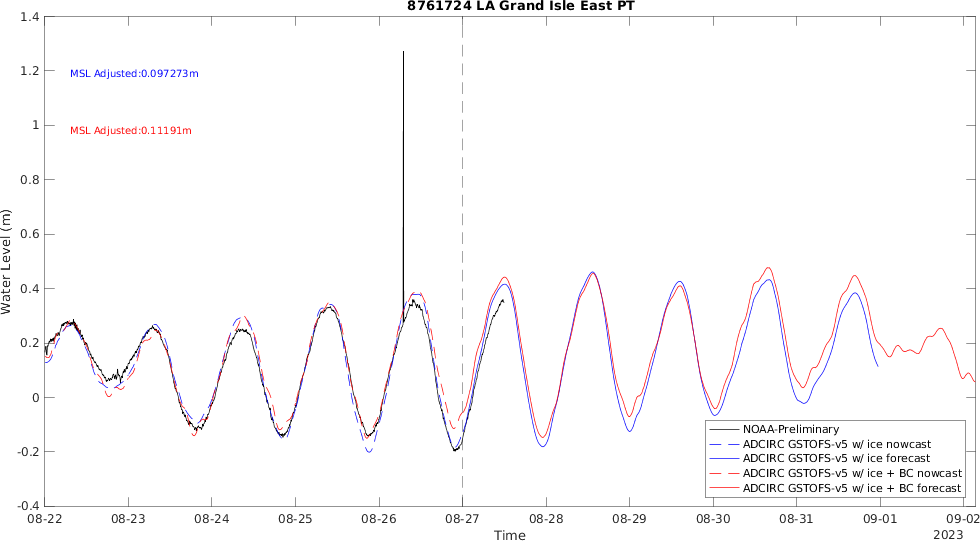 8761724 LA Grand Isle East PT
1.4
1.2
1
0.8
0.6
0.4
0.2
0
-0.2
-0.4
Water Level (m)
MSL Adjusted:0.097273m
MSL Adjusted:0.11191m
NOAA-Preliminary
ADCIRC GSTOFS-v5 w/ ice nowcast
ADCIRC GSTOFS-v5 w/ ice forecast
ADCIRC GSTOFS-v5 w/ ice + BC nowcast
ADCIRC GSTOFS-v5 w/ ice + BC forecast
08-22 08-23 08-24 08-25 08-26 08-27 08-28 08-29 08-30 08-31 09-01 09-02
Time
2023